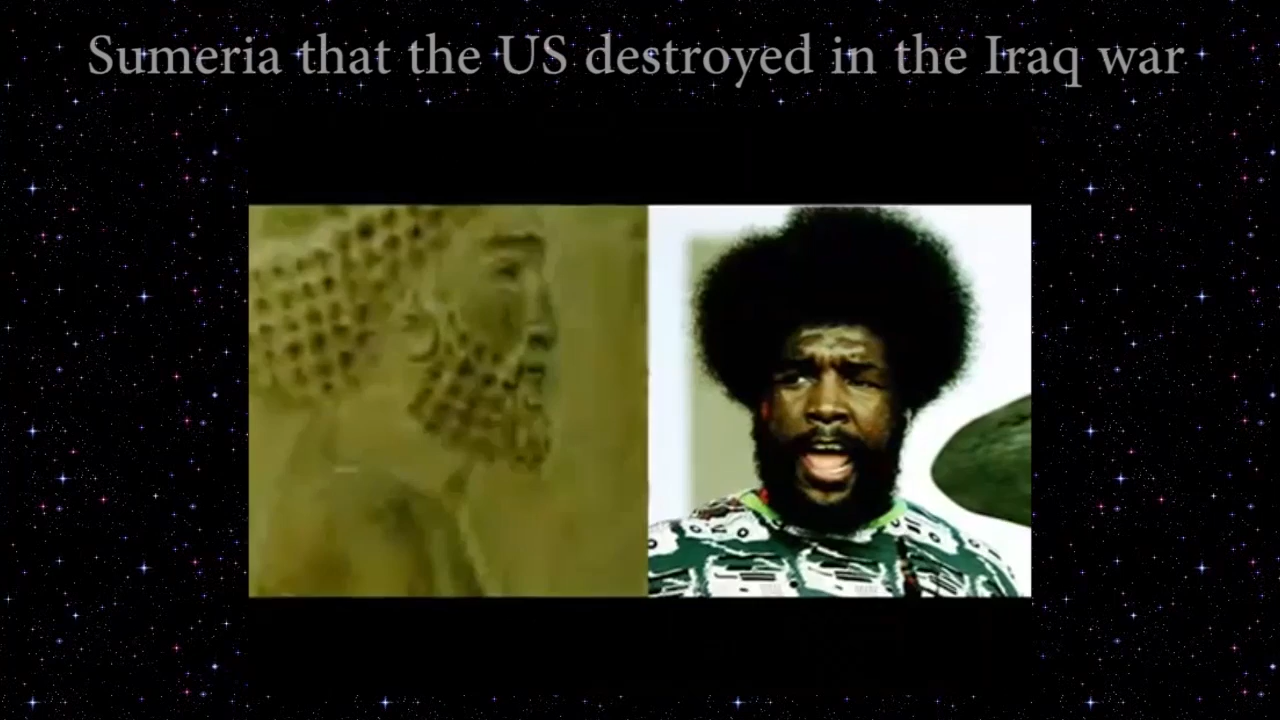 Sumeria that the US destroyed in the Iraq war